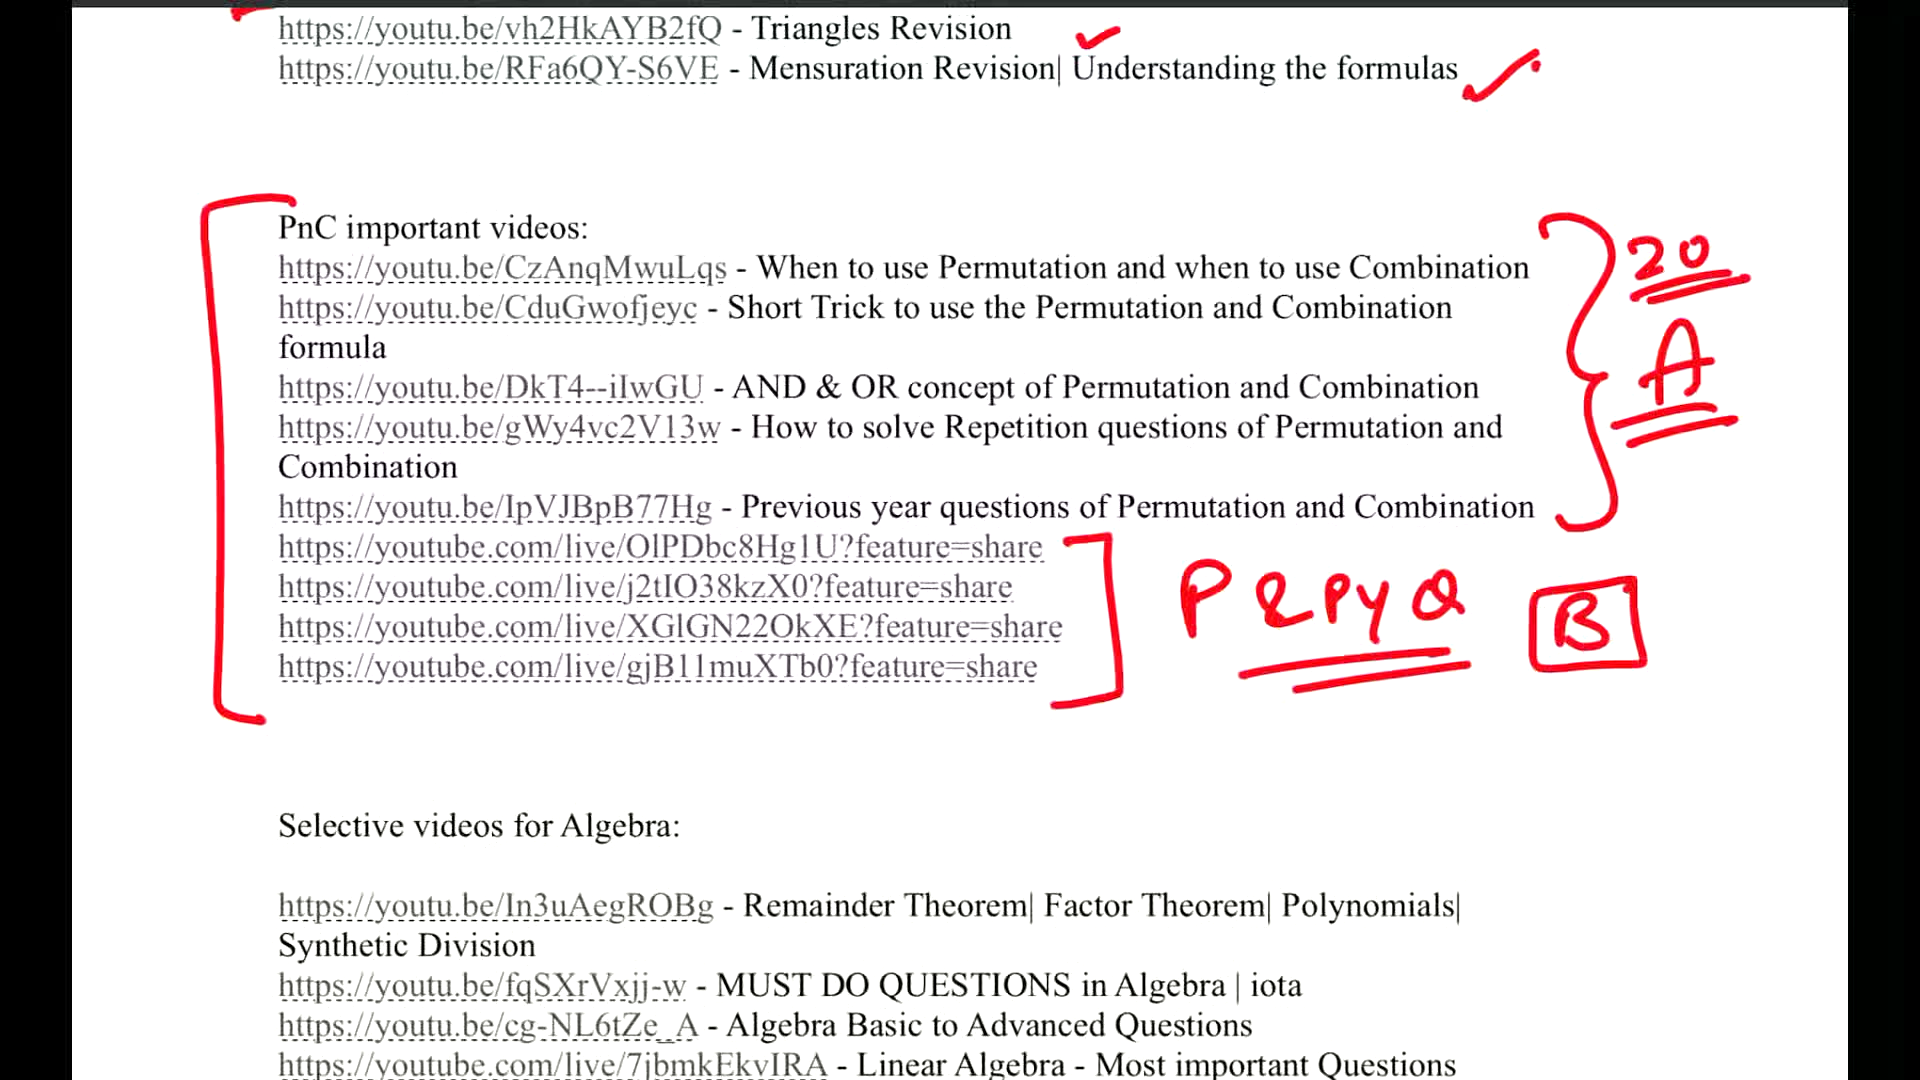 https://youtu.be/vh2HkAYB2fQ - Triangles Revision
https://youtu.be/RFa6QY-S6VE - Mensuration Revision| Understanding the formulas
PnC important videos:
https://youtu.be/CzAnqMwuLqs - When to use Permutation and when to use Combination
https://youtu.be/CduGwofjeyc - Short Trick to use the Permutation and Combination
formula
https://youtu.be/DkT4--iIwGU - AND & OR concept of Permutation and Combination
https://youtu.be/gWy4vc2V13w - How to solve Repetition questions of Permutation and
Combination
https://youtu.be/IpVJBpB77Hg - Previous year questions of Permutation and Combination
20
A
https://youtube.com/live/OlPDbc8Hg1U?feature=share
https://youtube.com/live/j2tIO38kzX0?feature=share
https://youtube.com/live/XGlGN22OkXE?feature=share
https://youtube.com/live/gjB11muXTb0?feature=share
P & PYQ
B
Selective videos for Algebra:
https://youtu.be/In3uAegROBg - Remainder Theorem| Factor Theorem| Polynomials|
Synthetic Division
https://youtu.be/fqSXrVxjj-w - MUST DO QUESTIONS in Algebra | iota
https://youtu.be/cg-NL6tZe_A - Algebra Basic to Advanced Questions
https://youtube.com/live/7jbmkEkvIRA - Linear Algebra - Most important Questions